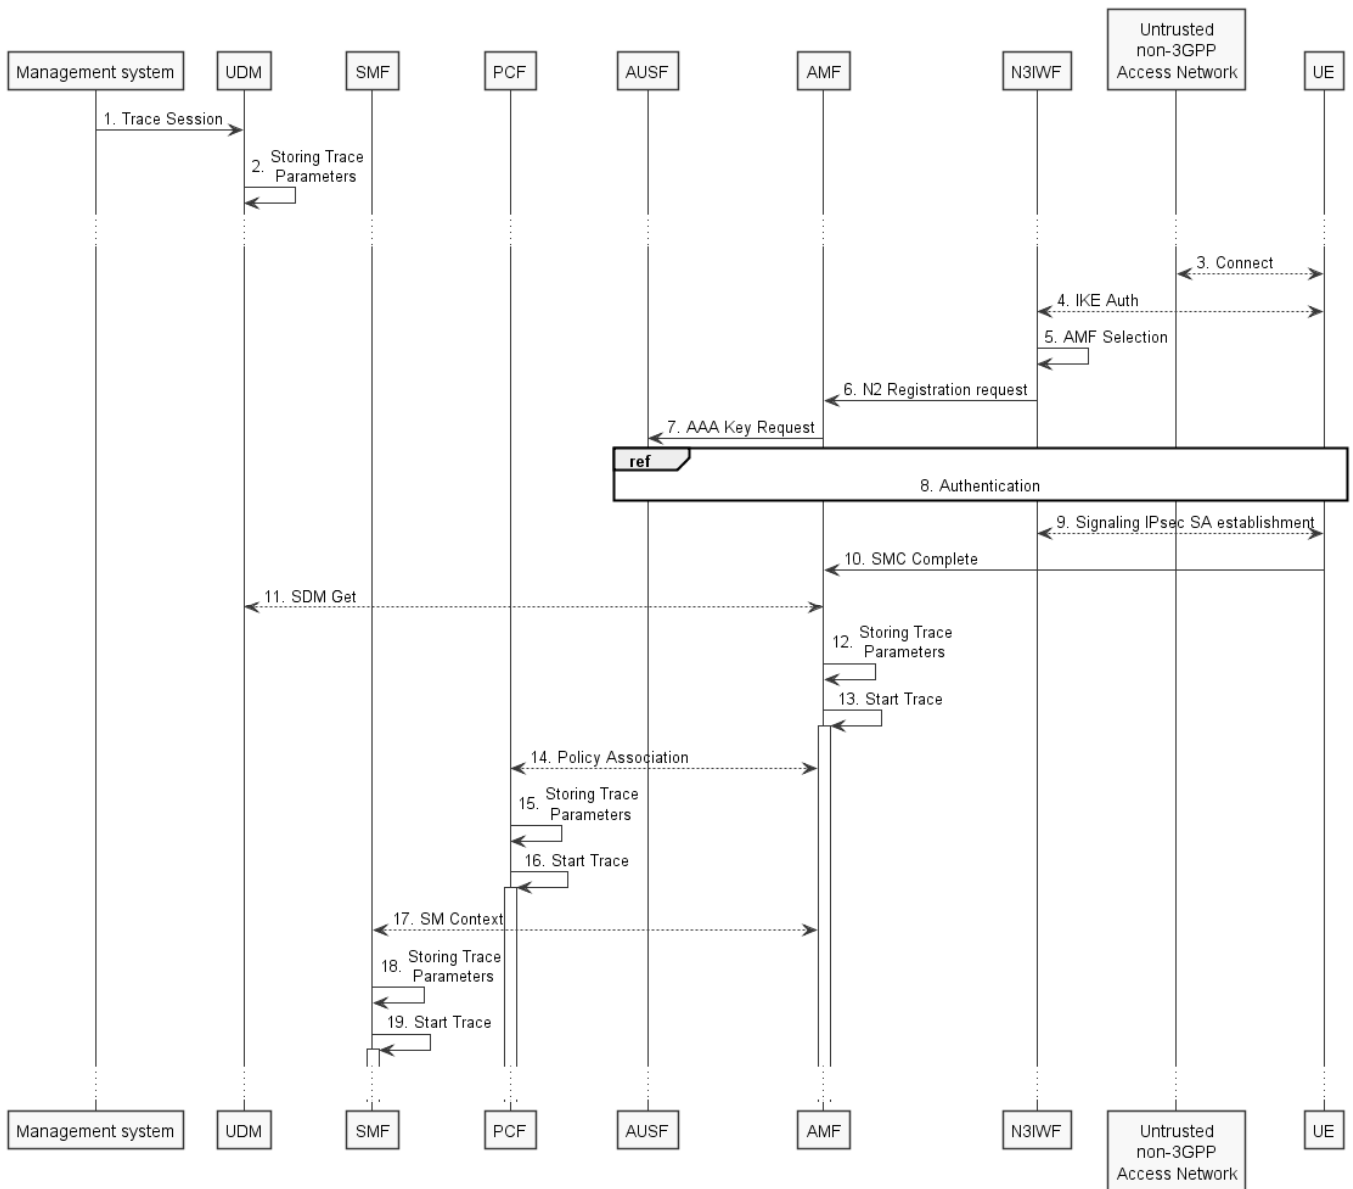 Untrusted
non-3GPP
Access Network
Management system
UDM
SMF
PCF
AUSF
AMF
N3IWF
UE
1. Trace Session
2. Storing Trace
Parameters
3. Connect
4. IKE Auth
5. AMF Selection
6. N2 Registration request
7. AAA Key Request
ref
8. Authentication
9. Signaling IPsec SA establishment
10. SMC Complete
11. SDM Get
12. Storing Trace
Parameters
13. Start Trace
14. Policy Association
15. Storing Trace
Parameters
16. Start Trace
17. SM Context
18. Storing Trace
Parameters
19. Start Trace
Management system
UDM
SMF
PCF
AUSF
AMF
N3IWF
Untrusted
non-3GPP
Access Network
UE